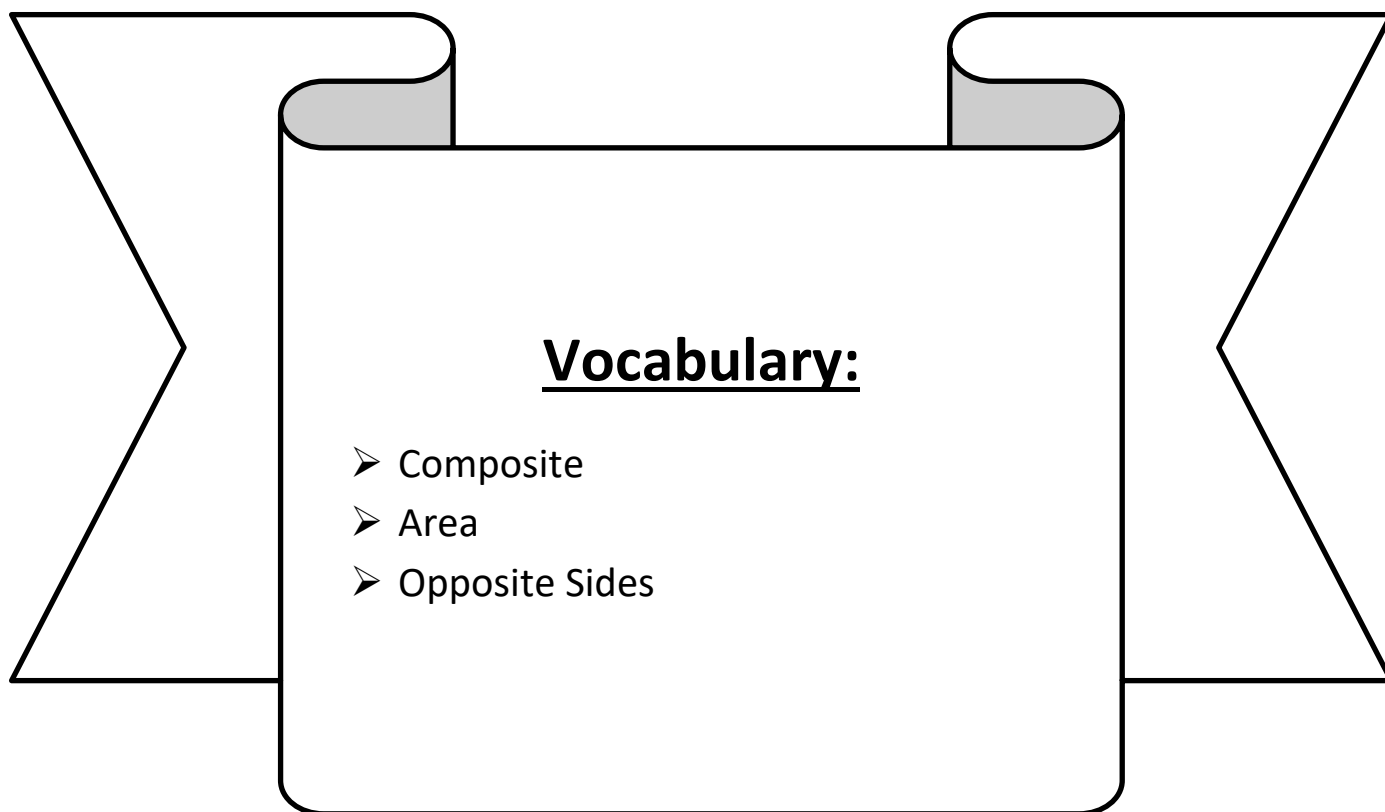 Vocabulary:
➢ Composite
➢ Area
➢ Opposite Sides